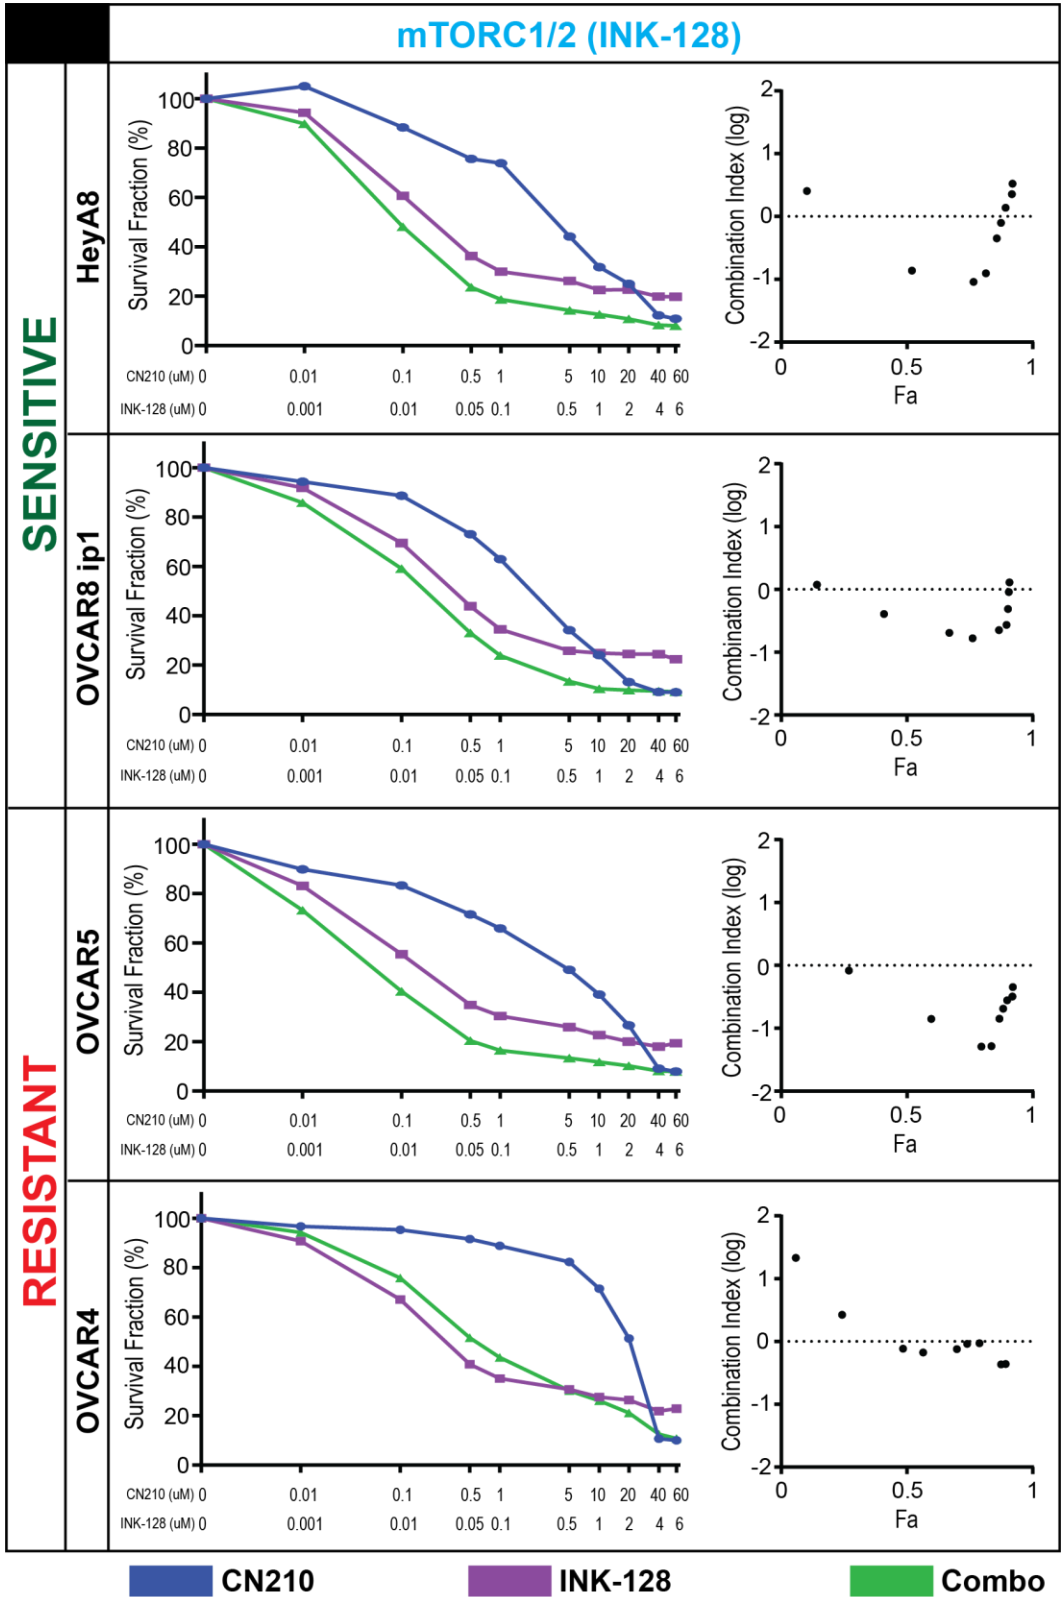 mTORC1/2 (INK-128)
SENSITIVE
HeyA8
Survival Fraction (%)
100
80
60
40
20
0
CN210 (uM) 0 0.01 0.1 0.5 1 5 10 20 40 60
INK-128 (uM) 0 0.001 0.01 0.05 0.1 0.5 1 2 4 6
Combination Index (log)
2
1
0
-1
-2
0 0.5 1
Fa
OVCAR8 ip1
Survival Fraction (%)
100
80
60
40
20
0
CN210 (uM) 0 0.01 0.1 0.5 1 5 10 20 40 60
INK-128 (uM) 0 0.001 0.01 0.05 0.1 0.5 1 2 4 6
Combination Index (log)
2
1
0
-1
-2
0 0.5 1
Fa
RESISTANT
OVCAR5
Survival Fraction (%)
100
80
60
40
20
0
CN210 (uM) 0 0.01 0.1 0.5 1 5 10 20 40 60
INK-128 (uM) 0 0.001 0.01 0.05 0.1 0.5 1 2 4 6
Combination Index (log)
2
1
0
-1
-2
0 0.5 1
Fa
OVCAR4
Survival Fraction (%)
100
80
60
40
20
0
CN210 (uM) 0 0.01 0.1 0.5 1 5 10 20 40 60
INK-128 (uM) 0 0.001 0.01 0.05 0.1 0.5 1 2 4 6
Combination Index (log)
2
1
0
-1
-2
0 0.5 1
Fa
CN210 INK-128 Combo